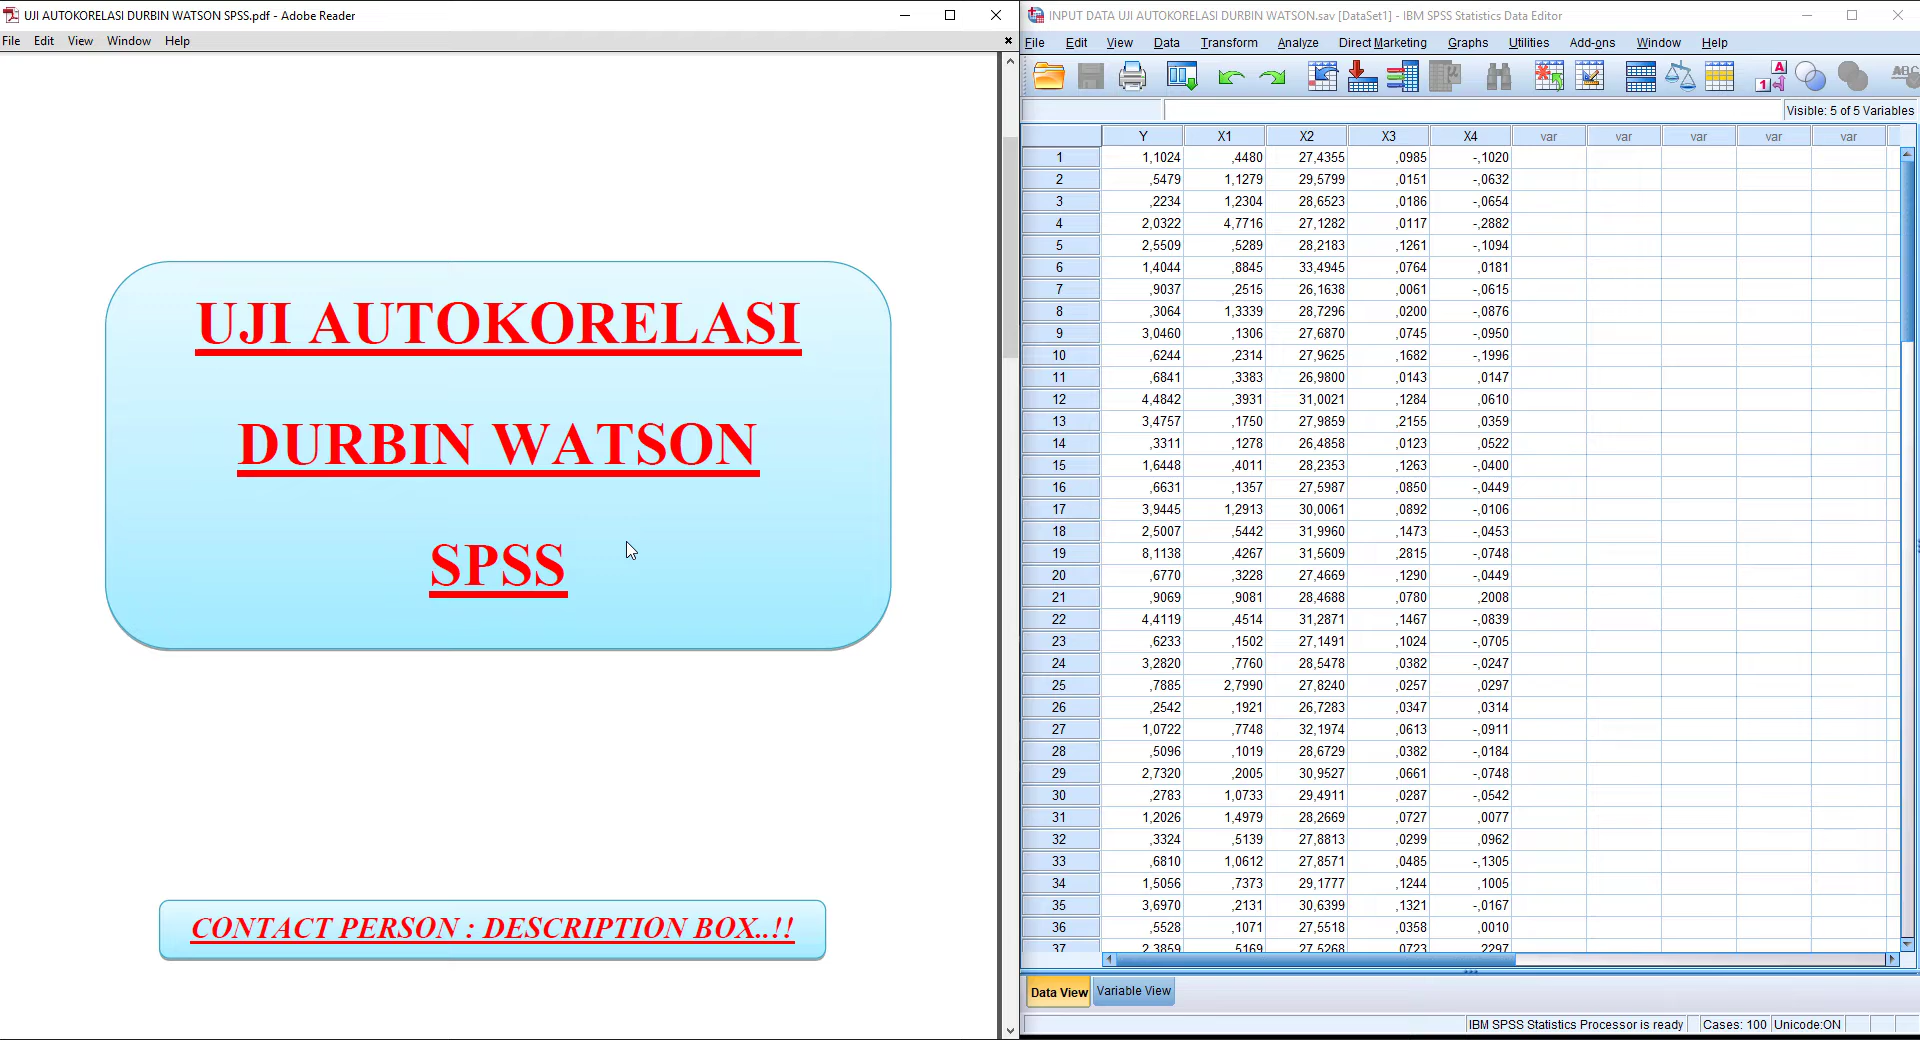 UJI AUTOKORELASI DURBIN WATSON SPSS.pdf - Adobe Reader
File Edit View Window Help
UJI AUTOKORELASI
DURBIN WATSON
SPSS
CONTACT PERSON : DESCRIPTION BOX..!!
INPUT DATA UJI AUTOKORELASI DURBIN WATSON.sav [DataSet1] - IBM SPSS Statistics Data Editor
File Edit View Data Transform Analyze Direct Marketing Graphs Utilities Add-ons Window Help
Visible: 5 of 5 Variables
Y X1 X2 X3 X4 var var var var var
1 1,1024 ,4480 27,4355 ,0985 -,1020
2 ,5479 1,1279 29,5799 ,0151 -,0632
3 ,2234 1,2304 28,6523 ,0186 -,0654
4 2,0322 4,7716 27,1282 ,0117 -,2882
5 2,5509 ,5289 28,2183 ,1261 -,1094
6 1,4044 ,8845 33,4945 ,0764 ,0181
7 ,9037 ,2515 26,1638 ,0061 -,0615
8 ,3064 1,3339 28,7296 ,0200 -,0876
9 3,0460 ,1306 27,6870 ,0745 -,0950
10 ,6244 ,2314 27,9625 ,1682 -,1996
11 ,6841 ,3383 26,9800 ,0143 ,0147
12 4,4842 ,3931 31,0021 ,1284 ,0610
13 3,4757 ,1750 27,9859 ,2155 ,0359
14 ,3311 ,1278 26,4858 ,0123 ,0522
15 1,6448 ,4011 28,2353 ,1263 -,0400
16 ,6631 ,1357 27,5987 ,0850 -,0449
17 3,9445 1,2913 30,0061 ,0892 -,0106
18 2,5007 ,5442 31,9960 ,1473 -,0453
19 8,1138 ,4267 31,5609 ,2815 -,0748
20 ,6770 ,3228 27,4669 ,1290 -,0449
21 ,9069 ,9081 28,4688 ,0780 ,2008
22 4,4119 ,4514 31,2871 ,1467 -,0839
23 ,6233 ,1502 27,1491 ,1024 -,0705
24 3,2820 ,7760 28,5478 ,0382 -,0247
25 ,7885 2,7990 27,8240 ,0257 ,0297
26 ,2542 ,1921 26,7283 ,0347 ,0314
27 1,0722 ,7748 32,1974 ,0613 -,0911
28 ,5096 ,1019 28,6729 ,0382 -,0184
29 2,7320 ,2005 30,9527 ,0661 -,0748
30 ,2783 1,0733 29,4911 ,0287 -,0542
31 1,2026 1,4979 28,2669 ,0727 ,0077
32 ,3324 ,5139 27,8813 ,0299 ,0962
33 ,6810 1,0612 27,8571 ,0485 -,1305
34 1,5056 ,7373 29,1777 ,1244 ,1005
35 3,6970 ,2131 30,6399 ,1321 -,0167
36 ,5528 ,1071 27,5518 ,0358 ,0010
37 2,3859 ,5169 27,5268 ,0723 ,2297
Data View Variable View
IBM SPSS Statistics Processor is ready Cases: 100 Unicode:ON